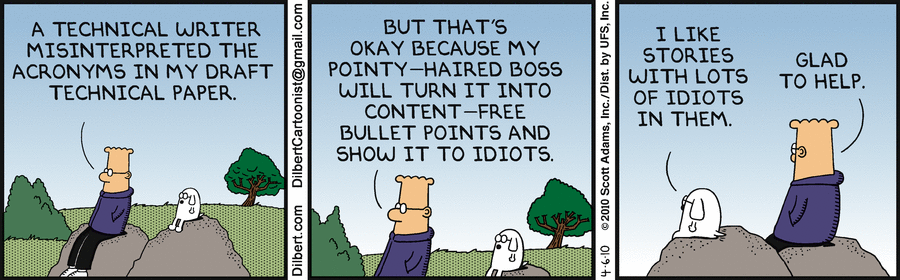 A TECHNICAL WRITER
MISINTERPRETED THE
ACRONYMS IN MY DRAFT
TECHNICAL PAPER.
Dilbert.com DilbertCartoonist@gmail.com
BUT THAT'S
OKAY BECAUSE MY
POINTY-HAIRED BOSS
WILL TURN IT INTO
CONTENT-FREE
BULLET POINTS AND
SHOW IT TO IDIOTS.
4-6-10 ©2010 Scott Adams, Inc./Dist. by UFS, Inc.
I LIKE
STORIES
WITH LOTS
OF IDIOTS
IN THEM.
GLAD
TO HELP.